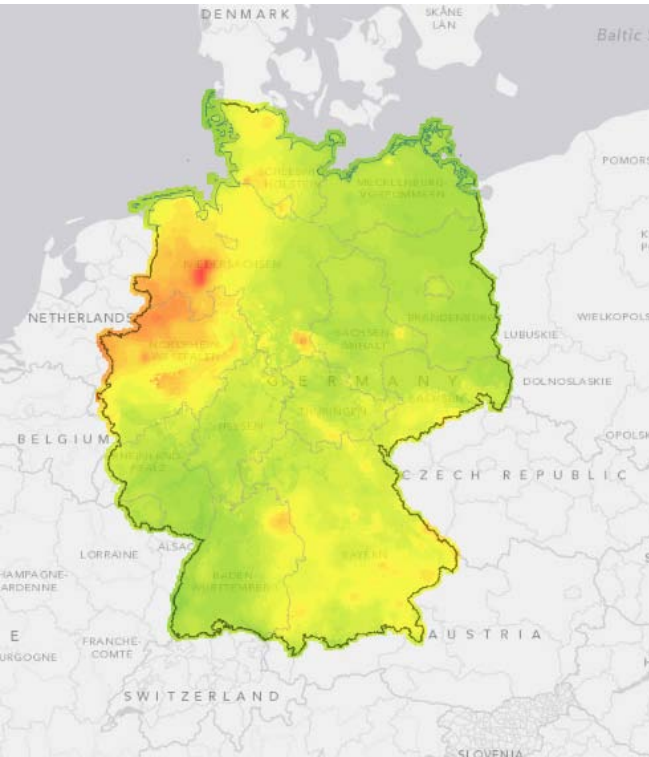 DENMARK
SKÅNE
LÄN
Baltic
SCHLESWIG-
HOLSTEIN
MECKLENBURG-
VORPOMMERN
POMORS
NIEDERSACHSEN
NETHERLANDS
BRANDENBURG
WIELKOPOLS
LUBUSKIE
SACHSEN-
ANHALT
NORDRHEIN-
WESTFALEN
GERMANY
DOLNOSLASKIE
SACHSEN
THÜRINGEN
HESSEN
BELGIUM
OPOLSK
RHEINLAND-
PFALZ
CZECH REPUBLIC
LORRAINE
ALSAC
BAYERN
HAMPAGNE-
ARDENNE
BADEN-
WÜRTTEMBERG
E
FRANCHE-
COMTÉ
AUSTRIA
URGOGNE
SWITZERLAND
SLOVENIA